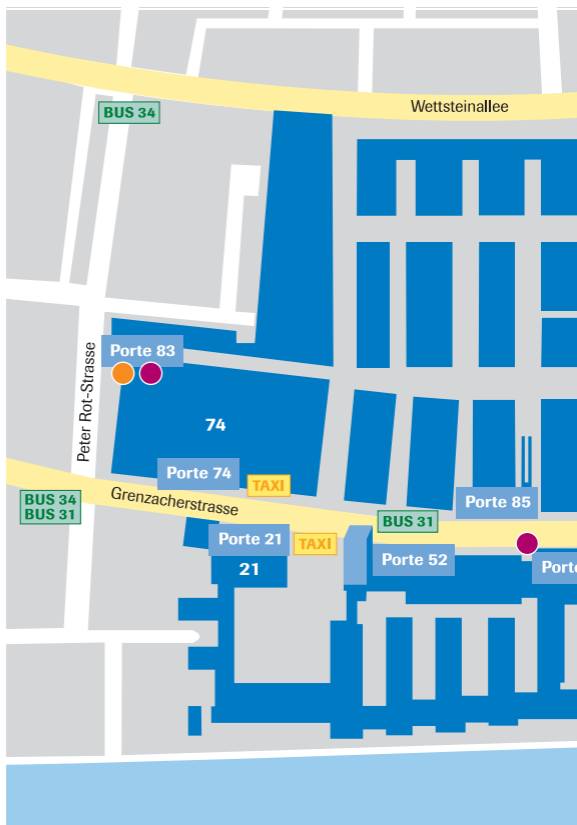 Wettsteinallee
BUS 34
Peter Rot-Strasse
Porte 83
74
Porte 74
TAXI
Grenzacherstrasse
BUS 34
BUS 31
Porte 85
BUS 31
Porte 21
TAXI
Porte 52
21
Porte